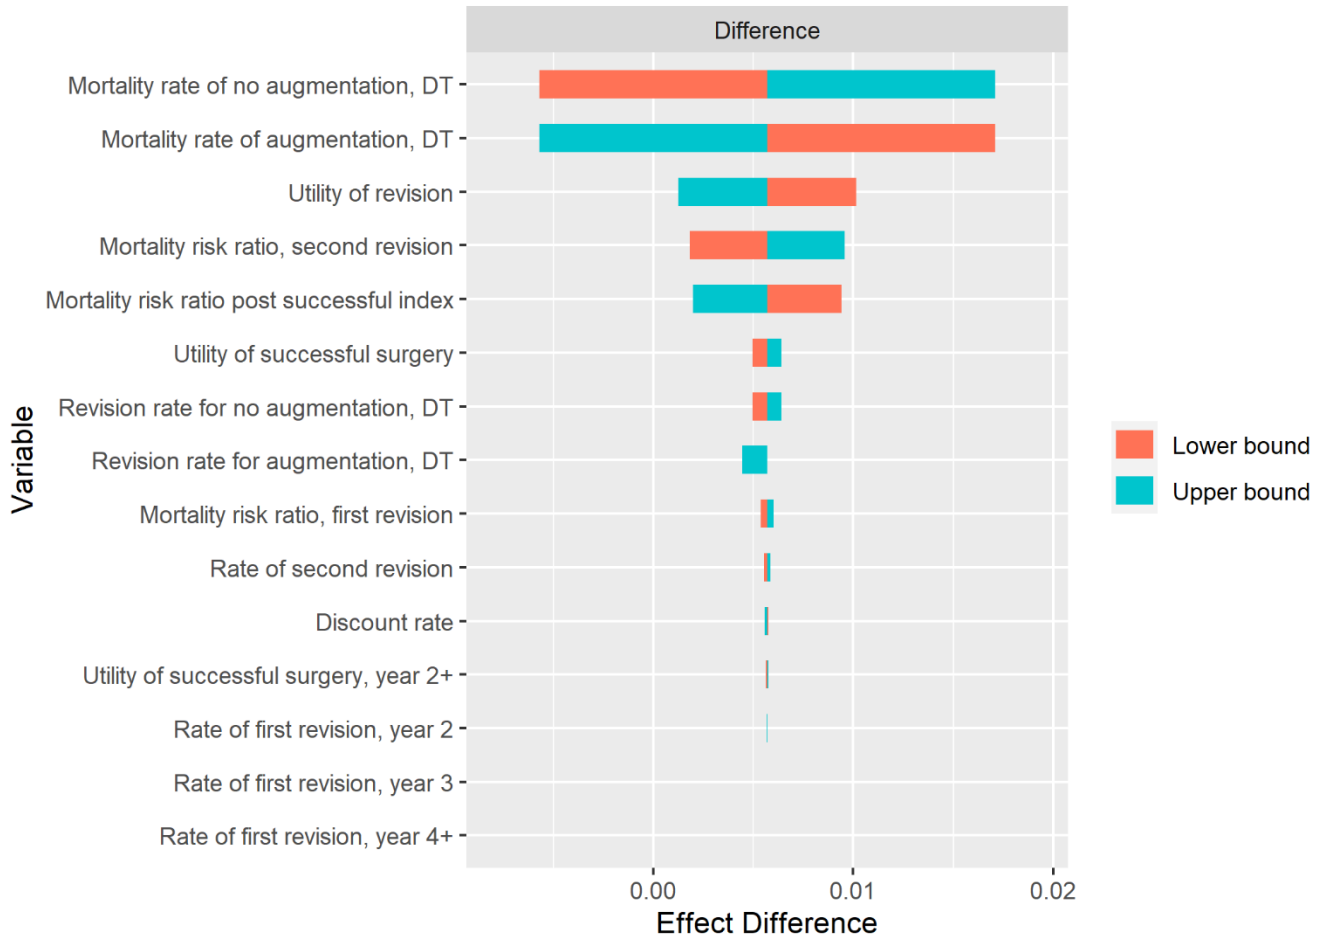 Difference
Mortality rate of no augmentation, DT
Mortality rate of augmentation, DT
Utility of revision
Mortality risk ratio, second revision
Mortality risk ratio post successful index
Utility of successful surgery
Revision rate for no augmentation, DT
Revision rate for augmentation, DT
Mortality risk ratio, first revision
Rate of second revision
Discount rate
Utility of successful surgery, year 2+
Rate of first revision, year 2
Rate of first revision, year 3
Rate of first revision, year 4+
Variable
0.00 0.01 0.02
Effect Difference
Lower bound
Upper bound